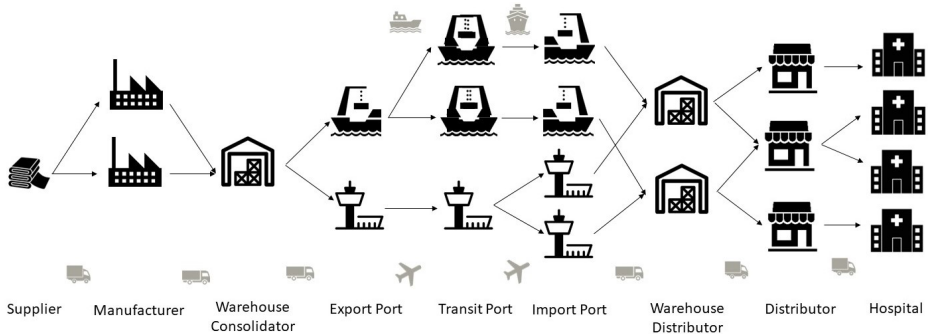 Supplier
Manufacturer
Warehouse
Consolidator
Export Port
Transit Port
Import Port
Warehouse
Distributor
Distributor
Hospital